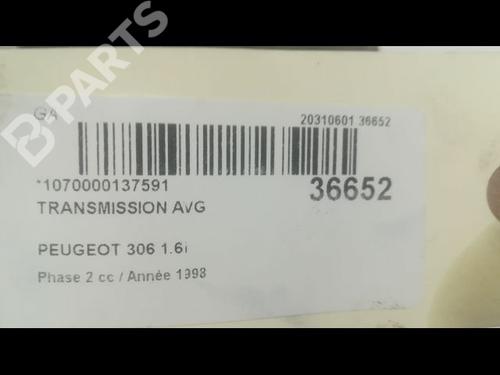 B-PARTS
GA
20310601 36652
*1070000137591
36652
TRANSMISSION AVG
PEUGEOT 306 1.6i
Phase 2 cc / Année 1998